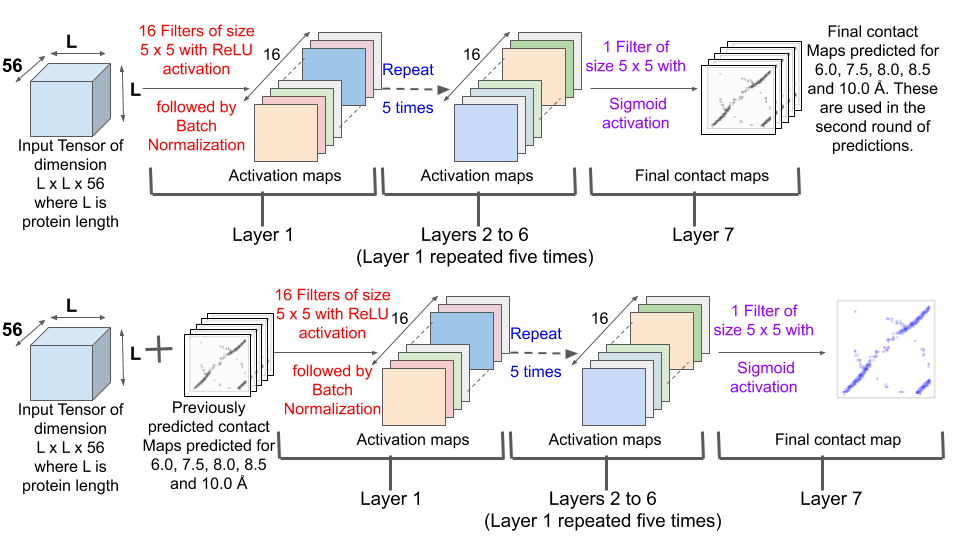 L
56
L
Input Tensor of
dimension
L x L x 56
where L is
protein length
16 Filters of size
5 x 5 with ReLU
activation
followed by
Batch
Normalization
16
Activation maps
Layer 1
Repeat
5 times
16
Activation maps
Layers 2 to 6
(Layer 1 repeated five times)
1 Filter of
size 5 x 5 with
Sigmoid
activation
Final contact maps
Layer 7
Final contact
Maps predicted for
6.0, 7.5, 8.0, 8.5
and 10.0 Å. These
are used in the
second round of
predictions.
L
56
L
Input Tensor of
dimension
L x L x 56
where L is
protein length
+
Previously
predicted contact
Maps predicted for
6.0, 7.5, 8.0, 8.5
and 10.0 Å
16 Filters of size
5 x 5 with ReLU
activation
followed by
Batch
Normalization
16
Activation maps
Layer 1
Repeat
5 times
16
Activation maps
Layers 2 to 6
(Layer 1 repeated five times)
1 Filter of
size 5 x 5 with
Sigmoid
activation
Final contact map
Layer 7